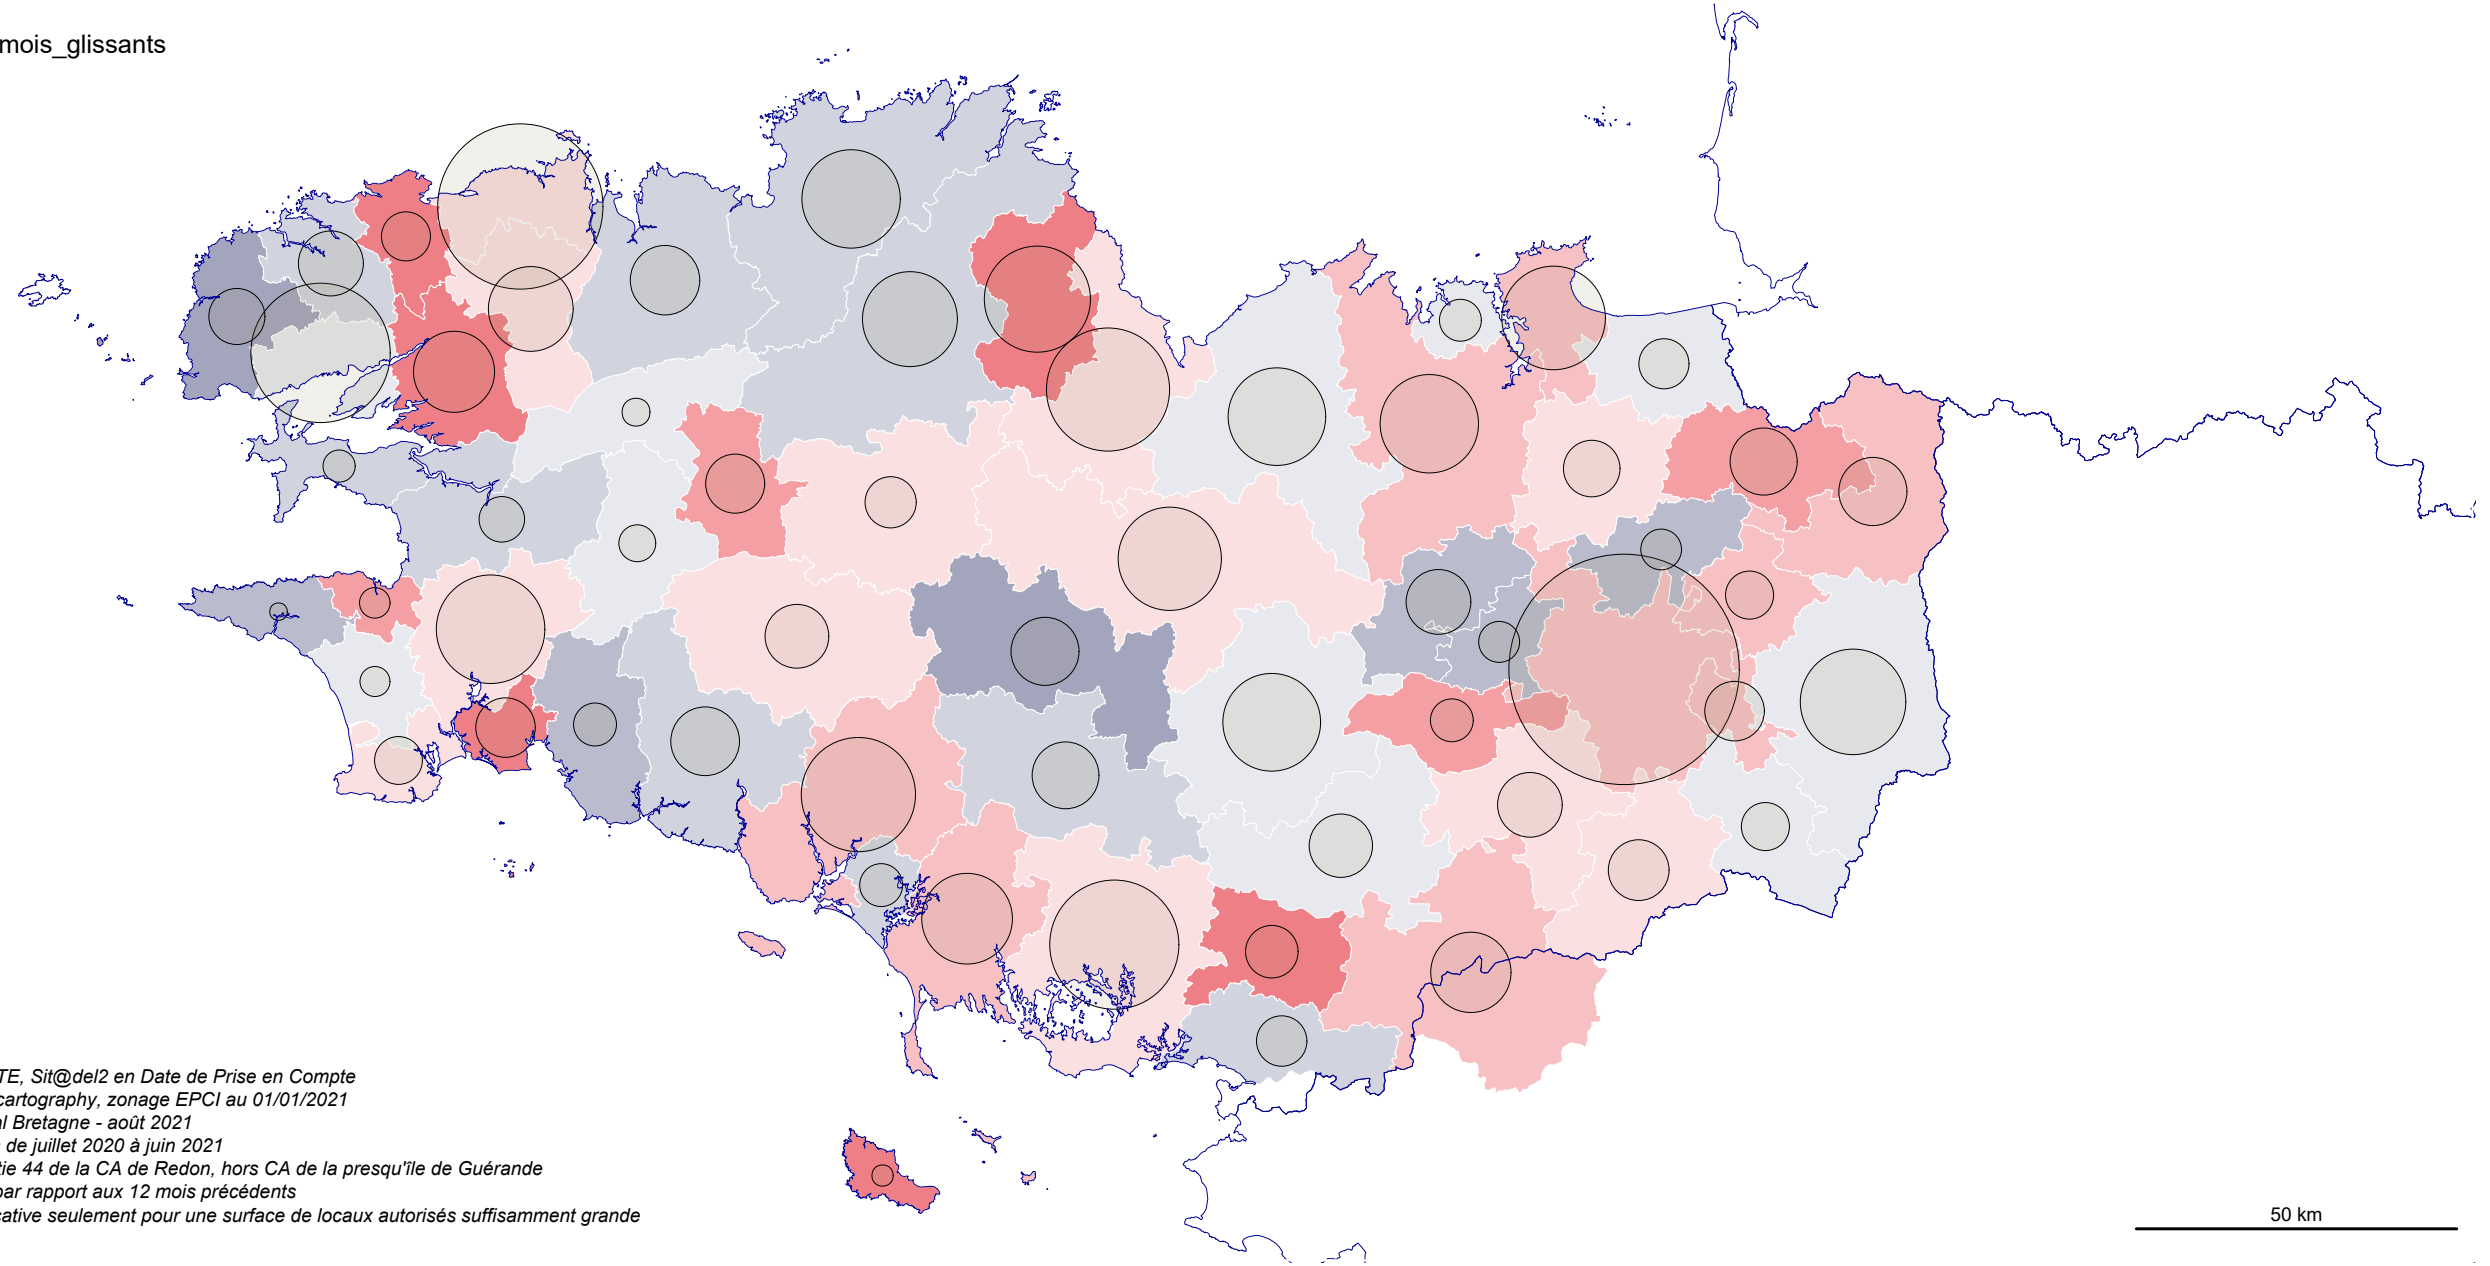 mois_glissants
TE, Sit@del2 en Date de Prise en Compte
cartography, zonage EPCI au 01/01/2021
al Bretagne - août 2021
de juillet 2020 à juin 2021
tie 44 de la CA de Redon, hors CA de la presqu'île de Guérande
par rapport aux 12 mois précédents
cative seulement pour une surface de locaux autorisés suffisamment grande
50 km